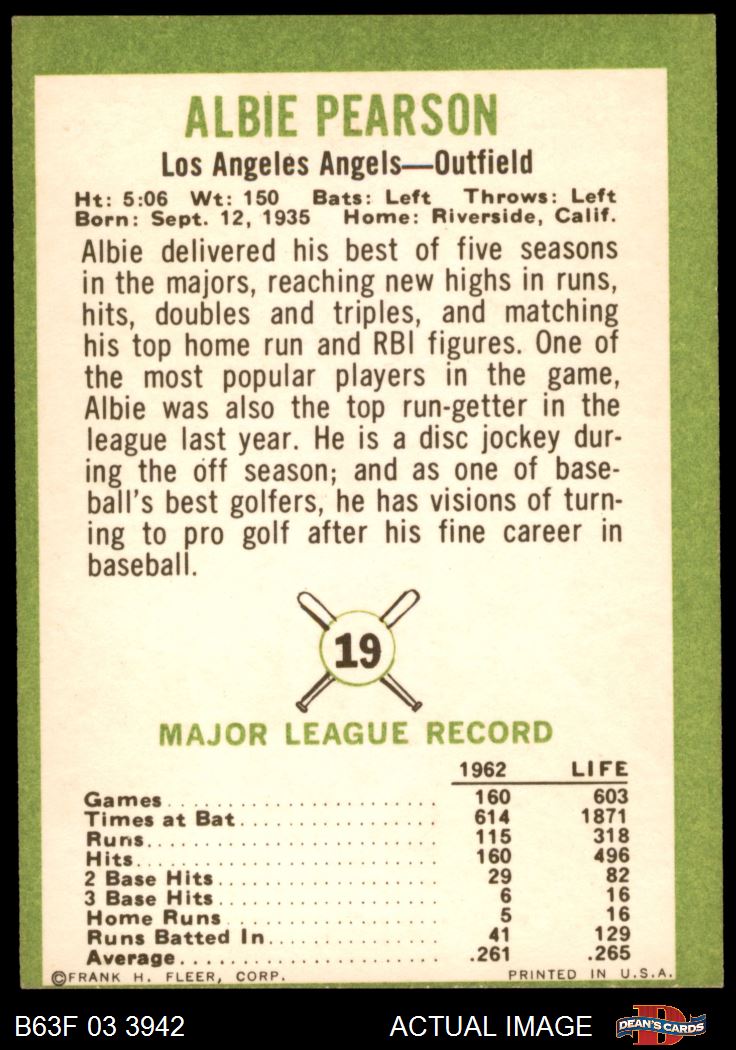 ALBIE PEARSON
Los Angeles Angels—Outfield
Ht: 5:06 Wt: 150 Bats: Left Throws: Left
Born: Sept. 12, 1935 Home: Riverside, Calif.
Albie delivered his best of five seasons
in the majors, reaching new highs in runs,
hits, doubles and triples, and matching
his top home run and RBI figures. One of
the most popular players in the game,
Albie was also the top run-getter in the
league last year. He is a disc jockey dur-
ing the off season; and as one of base-
ball's best golfers, he has visions of turn-
ing to pro golf after his fine career in
baseball.
19
MAJOR LEAGUE RECORD
1962 LIFE
Games 160 603
Times at Bat 614 1871
Runs 115 318
Hits 160 496
2 Base Hits 29 82
3 Base Hits 6 16
Home Runs 5 16
Runs Batted In 41 129
Average .261 .265
©FRANK H. FLEER, CORP. PRINTED IN U.S.A.
B63F 03 3942 ACTUAL IMAGE D DEAN'S CARDS